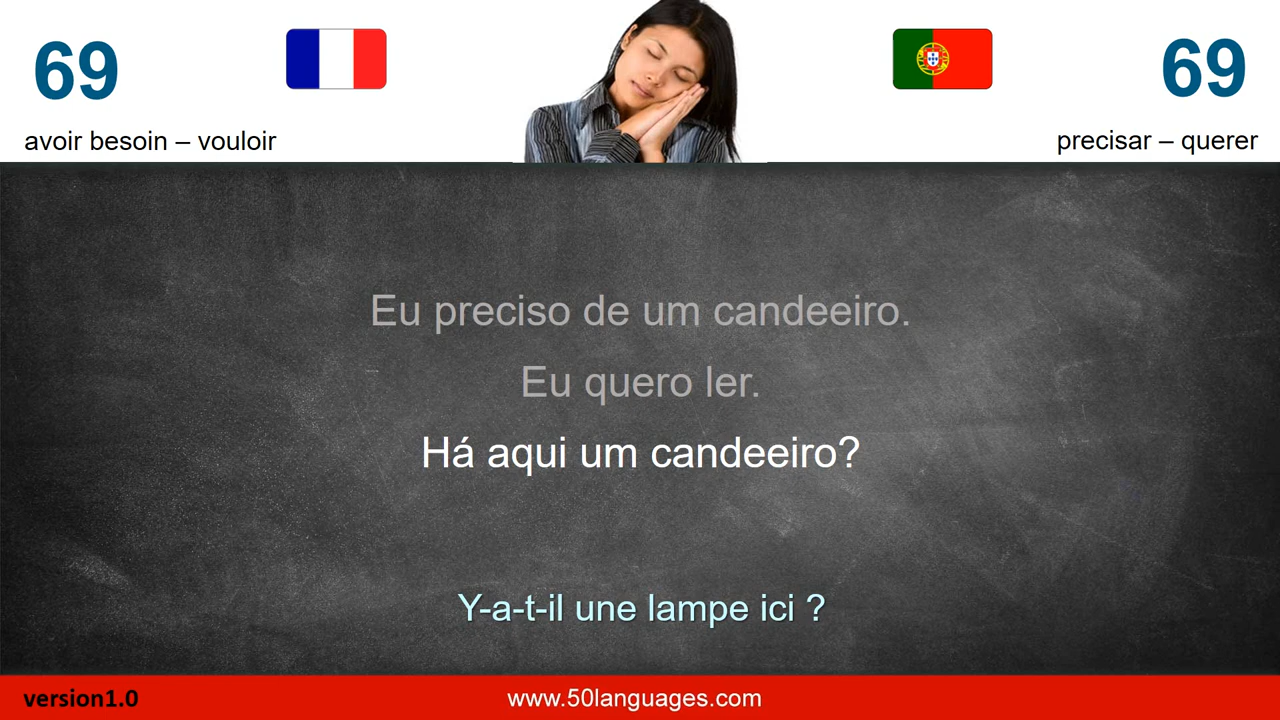 69
69
avoir besoin – vouloir
precisar – querer
Eu preciso de um candeeiro.
Eu quero ler.
Há aqui um candeeiro?
Y-a-t-il une lampe ici ?
version1.0
www.50languages.com